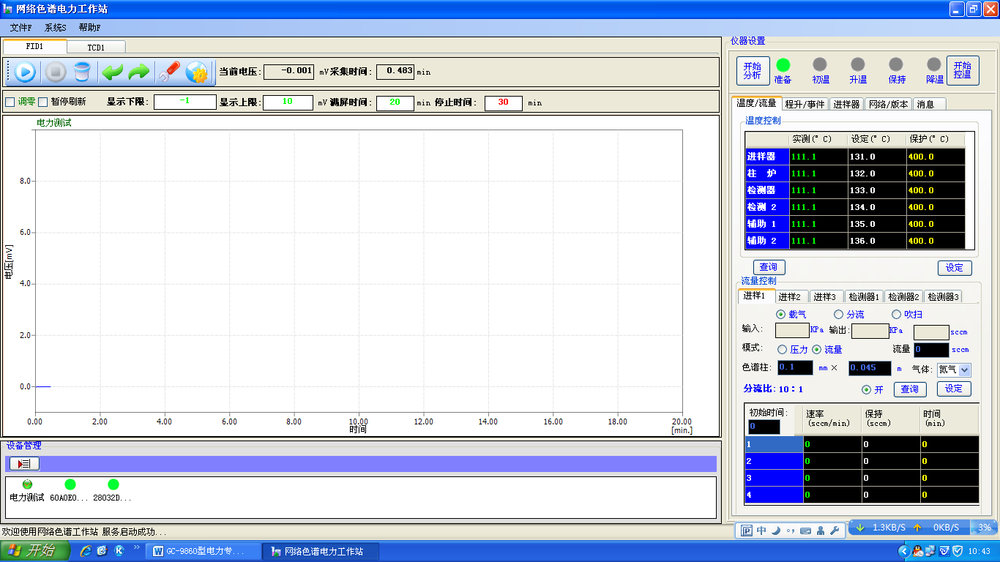 网络色谱电力工作站
文件F 系统S 帮助F
FID1 TCD1
当前电压: -0.001 mV 采集时间: 0.483 min
调零 暂停刷新 显示下限: -1 显示上限: 10 mV 满屏时间: 20 min 停止时间: 30 min
电力测试
8.0
6.0
4.0
2.0
0.0
电压[mV]
0.00 2.00 4.00 6.00 8.00 10.00 12.00 14.00 16.00 18.00 20.00
时间 [min.]
设备管理
电力测试 60A0E0... 28032D...
欢迎使用网络色谱工作站 服务启动成功...
仪器设置
开始分析 准备 初温 升温 保持 降温 开始控温
温度/流量 程升/事件 进样器 网络/版本 消息
温度控制
实测(°C) 设定(°C) 保护(°C)
进样器 111.1 131.0 400.0
柱 炉 111.1 132.0 400.0
检测器 111.1 133.0 400.0
检测 2 111.1 134.0 400.0
辅助 1 111.1 135.0 400.0
辅助 2 111.1 136.0 400.0
查询 设定
流量控制
进样1 进样2 进样3 检测器1 检测器2 检测器3
载气 分流 吹扫
输入: KPa 输出: KPa sccm
模式: 压力 流量 流量 0 sccm
色谱柱: 0.1 mm × 0.045 m 气体: 氮气
分流比: 10 : 1 开 查询 设定
初始时间: 0 速率 (sccm/min) 保持 (sccm) 时间 (min)
1 0 0 0
2 0 0 0
3 0 0 0
4 0 0 0
中 1.3KB/S 0KB/S 3%
开始 GC-9860型电力专... 网络色谱电力工作站 10:43